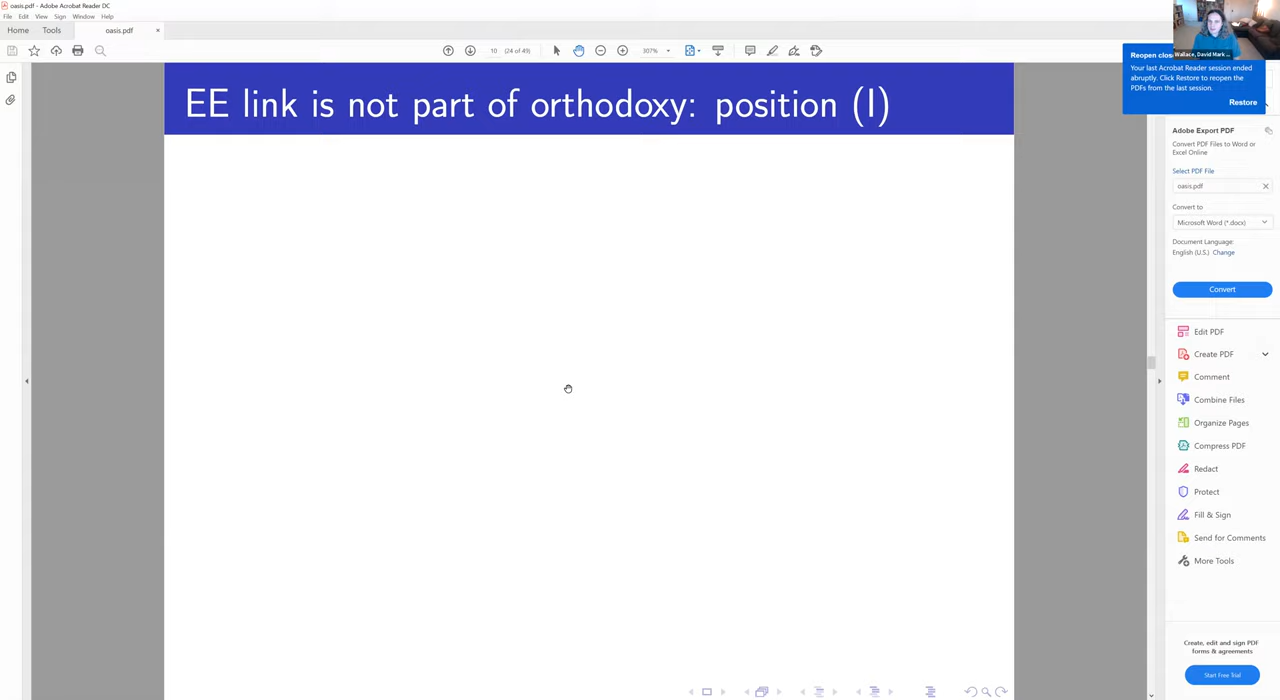 oasis.pdf - Adobe Acrobat Reader DC
File Edit View Sign Window Help
Home Tools oasis.pdf ×
10 (24 of 49) 307%
EE link is not part of orthodoxy: position (I)
Wallace, David Mark ...
Reopen
Your last Acrobat Reader session ended
abruptly. Click Restore to reopen the
PDFs from the last session.
Restore
Adobe Export PDF
Convert PDF Files to Word or
Excel Online
Select PDF File
oasis.pdf
Convert to
Microsoft Word (*.docx)
Document Language:
English (U.S.) Change
Convert
Edit PDF
Create PDF
Comment
Combine Files
Organize Pages
Compress PDF
Redact
Protect
Fill & Sign
Send for Comments
More Tools
Create, edit and sign PDF
forms & agreements
Start Free Trial